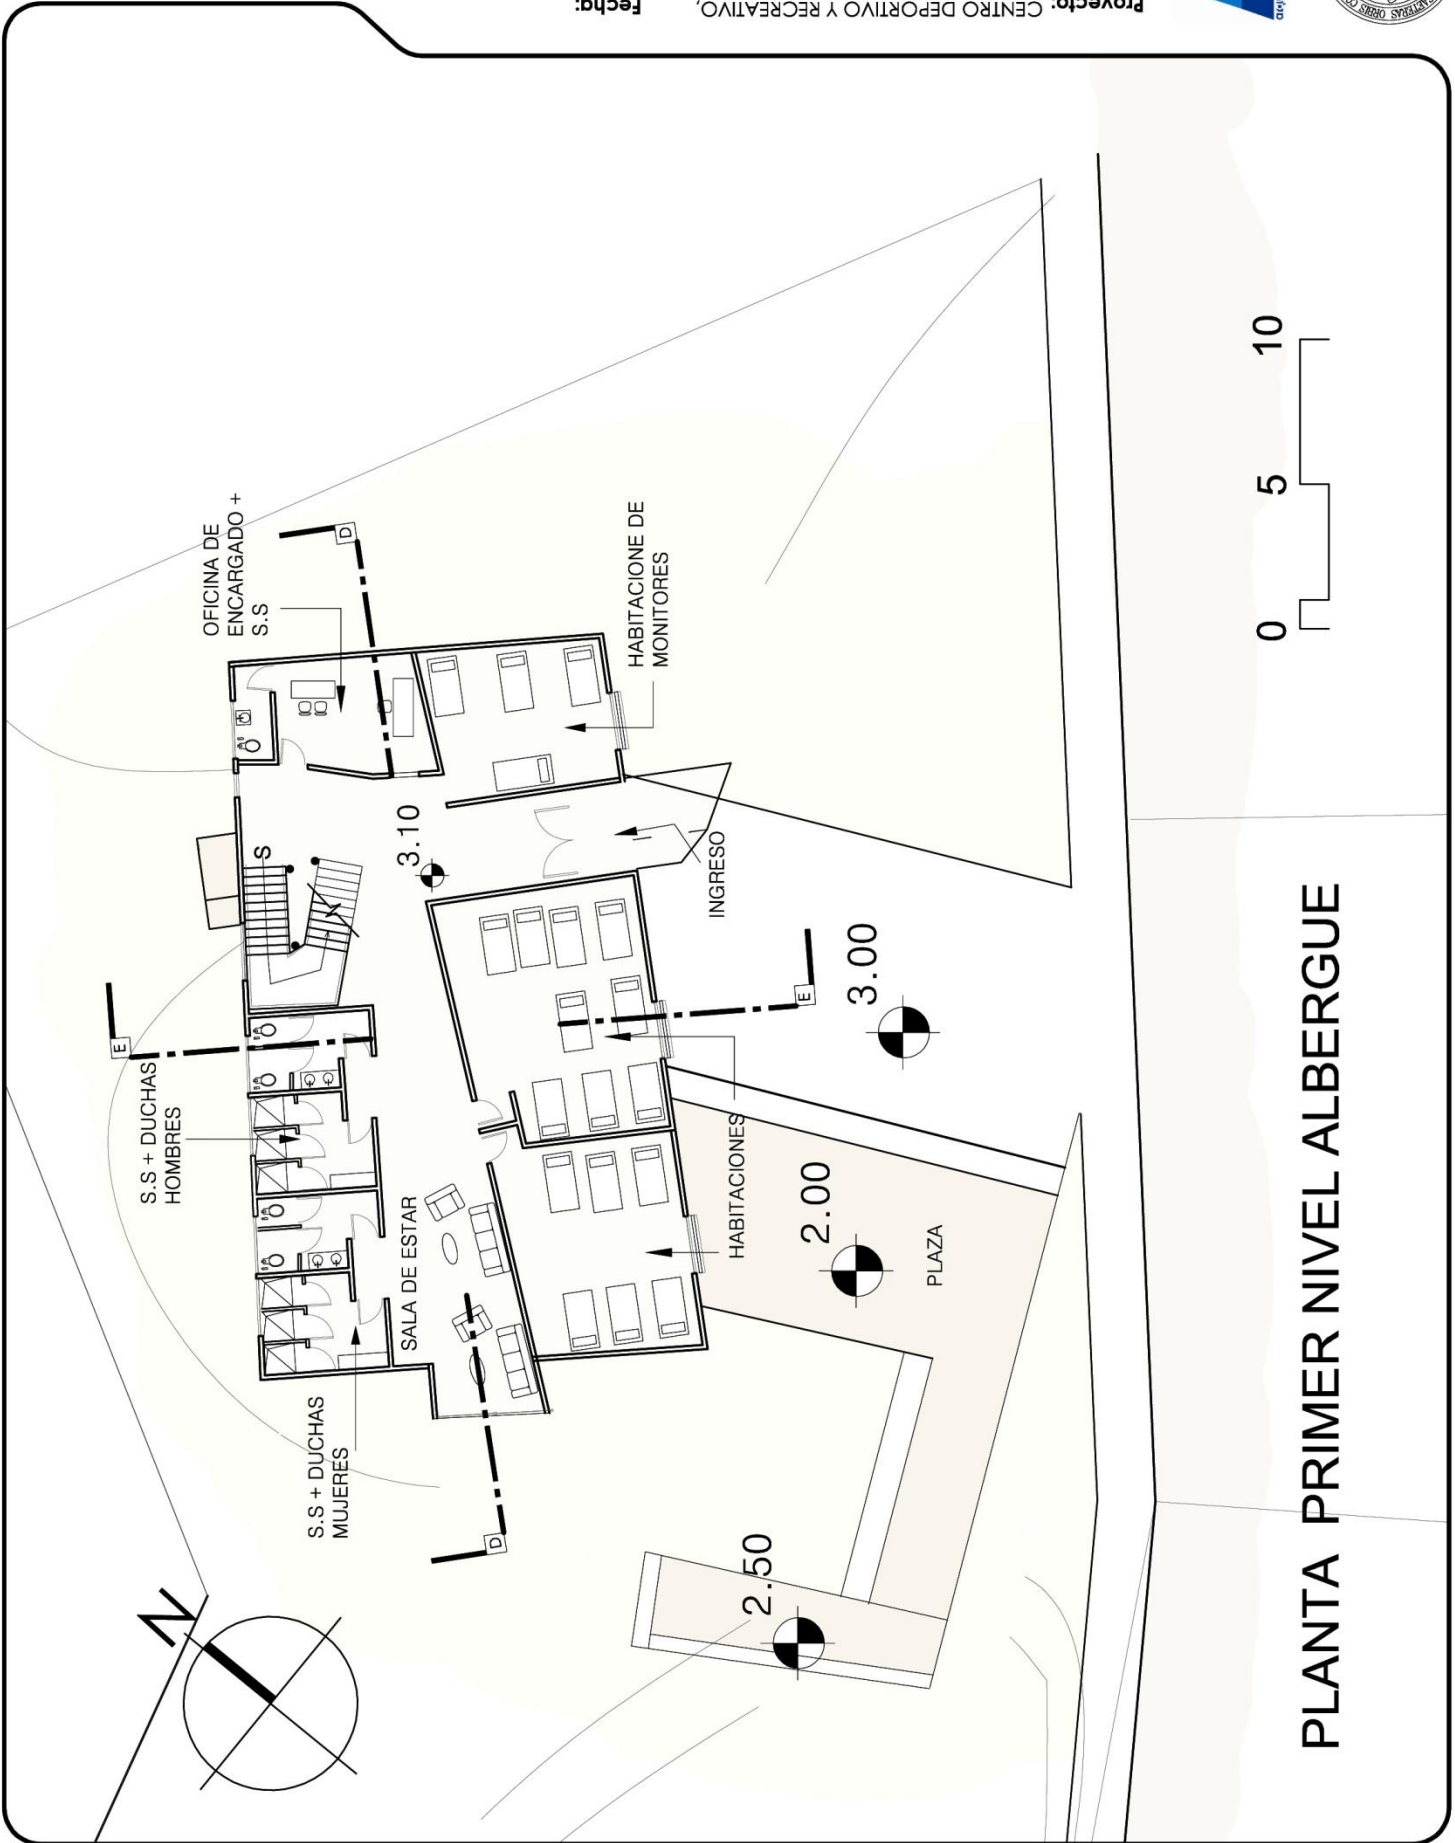 N
S.S + DUCHAS
MUJERES
S.S + DUCHAS
HOMBRES
OFICINA DE
ENCARGADO +
S.S
E
D
S
3.10
SALA DE ESTAR
HABITACIONE DE
MONITORES
INGRESO
D
HABITACIONES
E
3.00
2.00
PLAZA
2.50
0 5 10
PLANTA PRIMER NIVEL ALBERGUE
Proyecto: CENTRO DEPORTIVO Y RECREATIVO,
Fecha: